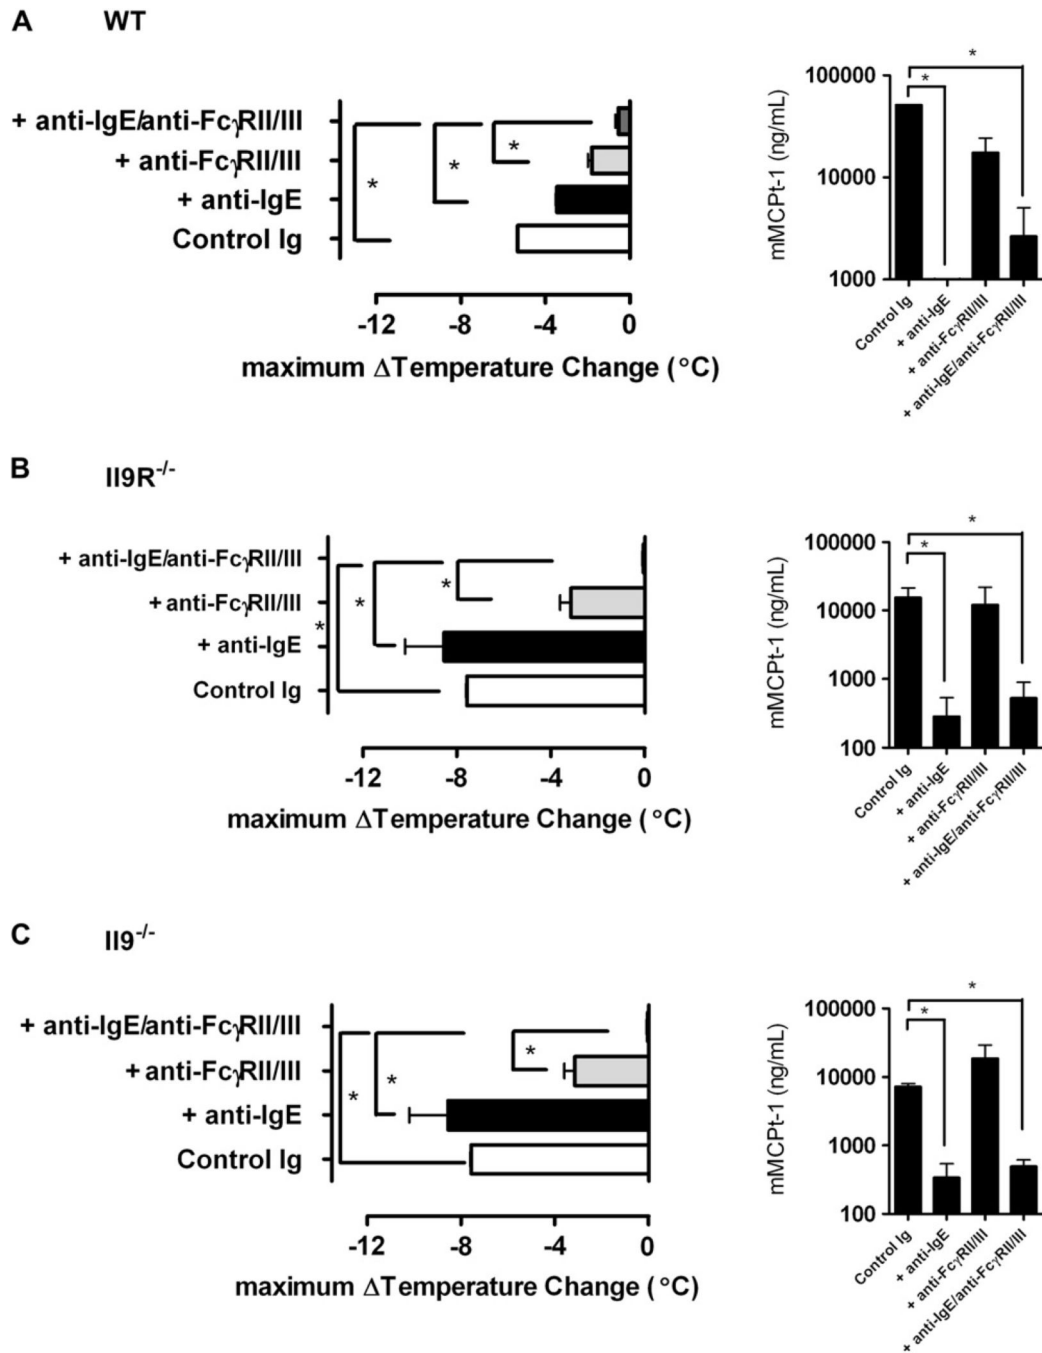 A WT
+ anti-IgE/anti-FcγRII/III
+ anti-FcγRII/III
+ anti-IgE
Control Ig
*
*
*
-12 -8 -4 0
maximum ΔTemperature Change (°C)
mMCPt-1 (ng/mL)
100000
10000
1000
*
*
Control Ig
+ anti-IgE
+ anti-FcγRII/III
+ anti-IgE/anti-FcγRII/III
B Il9R-/-
+ anti-IgE/anti-FcγRII/III
+ anti-FcγRII/III
+ anti-IgE
Control Ig
*
*
*
-12 -8 -4 0
maximum ΔTemperature Change (°C)
mMCPt-1 (ng/mL)
100000
10000
1000
100
*
*
Control Ig
+ anti-IgE
+ anti-FcγRII/III
+ anti-IgE/anti-FcγRII/III
C Il9-/-
+ anti-IgE/anti-FcγRII/III
+ anti-FcγRII/III
+ anti-IgE
Control Ig
*
*
*
-12 -8 -4 0
maximum ΔTemperature Change (°C)
mMCPt-1 (ng/mL)
100000
10000
1000
100
*
*
Control Ig
+ anti-IgE
+ anti-FcγRII/III
+ anti-IgE/anti-FcγRII/III